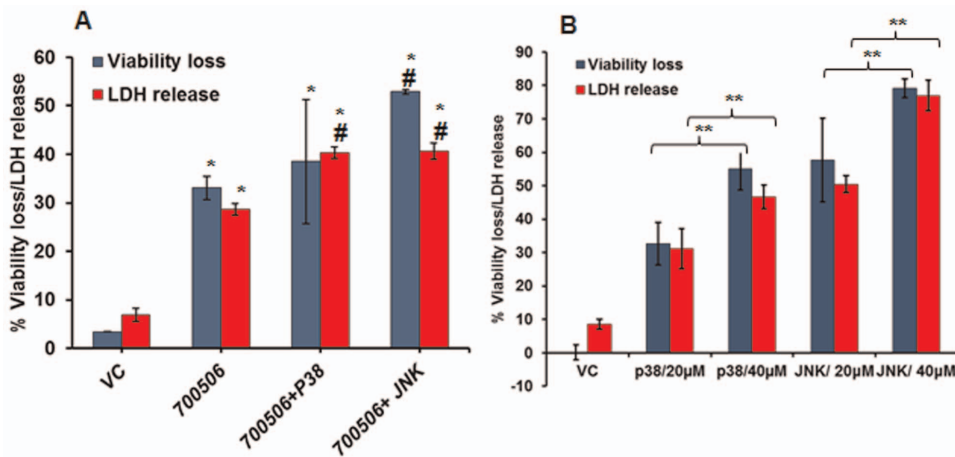 A
% Viability loss/LDH release
60
50
40
30
20
10
0
Viability loss
LDH release
* *
* * #
* # * #
VC
700506
700506+P38
700506+ JNK
B
% Viability loss/LDH release
90
80
70
60
50
40
30
20
10
0
-10
Viability loss
LDH release
**
**
**
**
VC
p38/20µM
p38/40µM
JNK/ 20µM
JNK/ 40µM